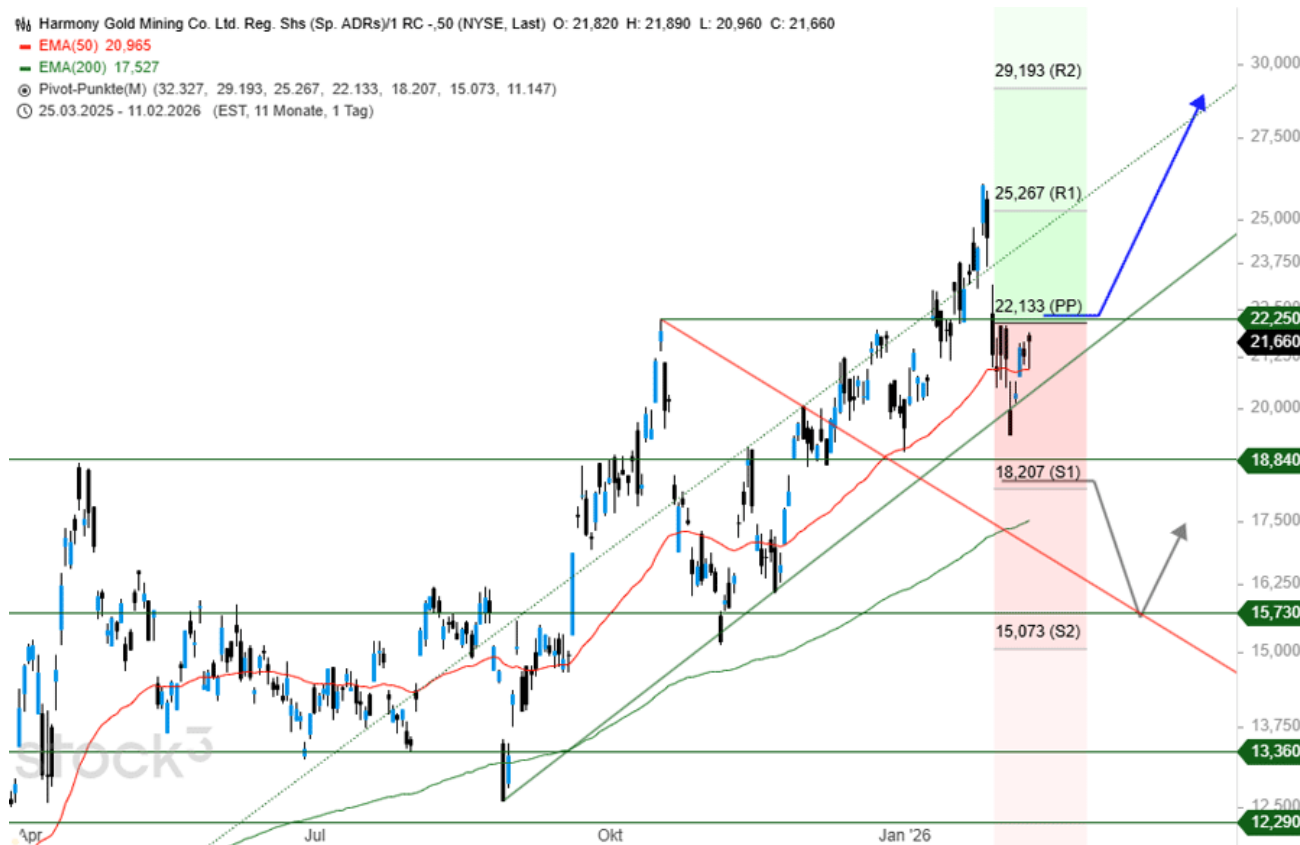 Harmony Gold Mining Co. Ltd. Reg. Shs (Sp. ADRs)/1 RC -,50 (NYSE, Last) O: 21,820 H: 21,890 L: 20,960 C: 21,660
EMA(50) 20,965
EMA(200) 17,527
Pivot-Punkte(M) (32.327, 29.193, 25.267, 22.133, 18.207, 15.073, 11.147)
25.03.2025 - 11.02.2026 (EST, 11 Monate, 1 Tag)
30,000
29,193 (R2)
27,500
25,267 (R1)
25,000
23,750
22,133 (PP)
22,500
22,250
21,660
21,250
20,000
18,840
18,207 (S1)
17,500
16,250
15,730
15,073 (S2)
15,000
13,750
stock3
13,360
12,500
12,290
Apr Jul Okt Jan '26